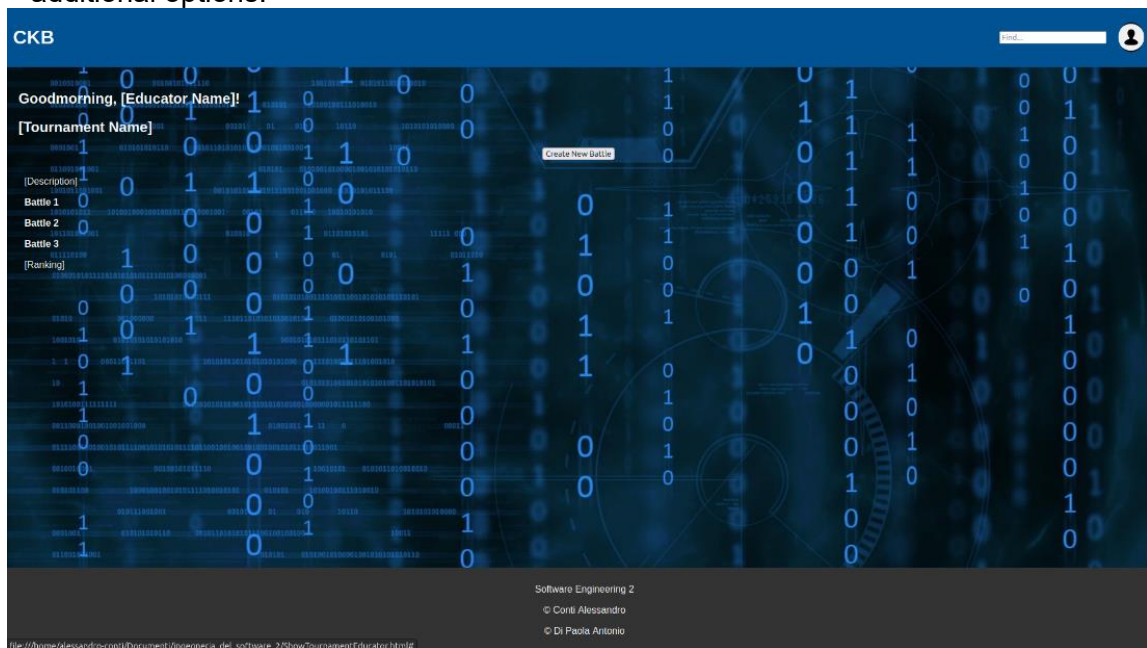 additional options.
CKB
Find...
Goodmorning, [Educator Name]!
[Tournament Name]
Create New Battle
[Description]
Battle 1
Battle 2
Battle 3
[Ranking]
Software Engineering 2
© Conti Alessandro
© Di Paola Antonio
file:///home/alessandro-conti/Documenti/ingegneria_del_software_2/ShowTournamentEducator.html#